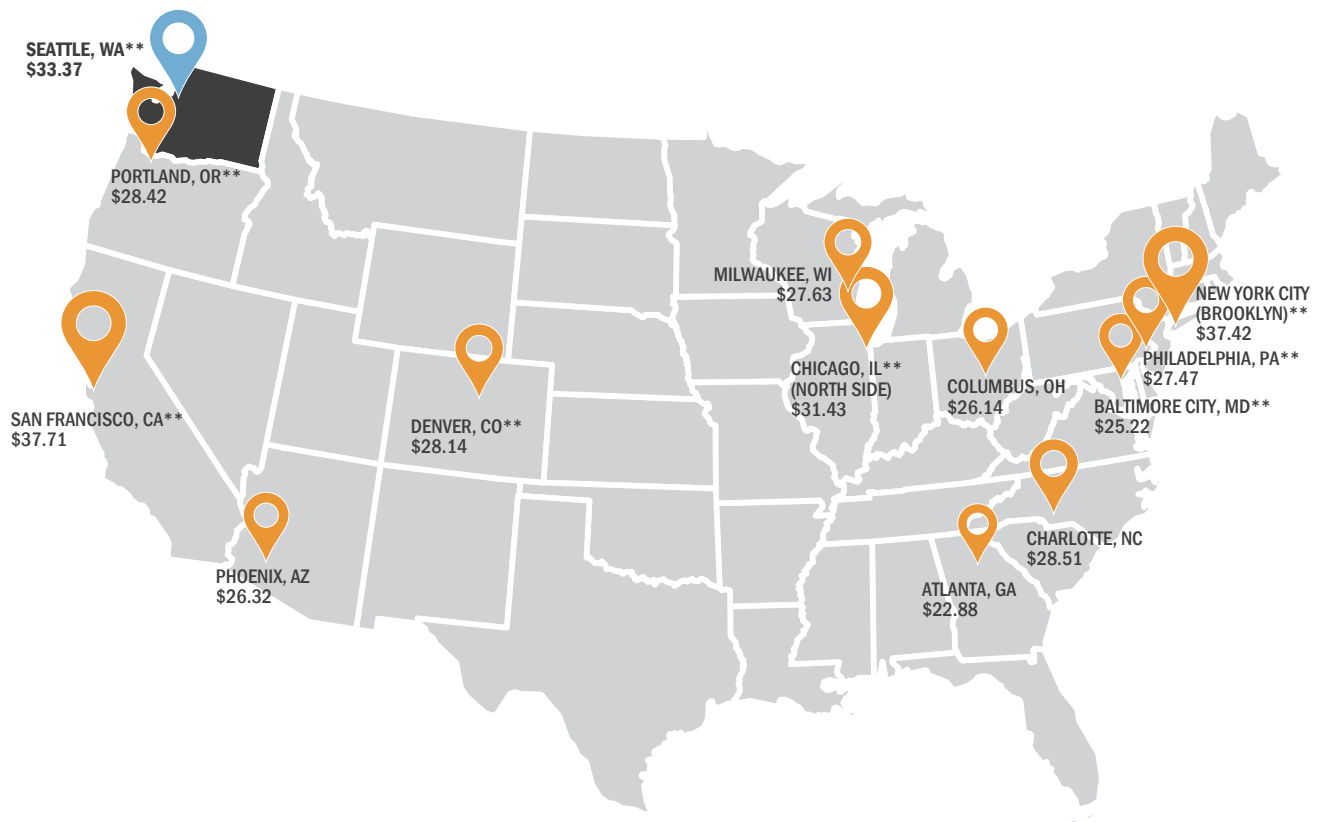 SEATTLE, WA**
$33.37
PORTLAND, OR**
$28.42
SAN FRANCISCO, CA**
$37.71
DENVER, CO**
$28.14
PHOENIX, AZ
$26.32
MILWAUKEE, WI
$27.63
CHICAGO, IL**
(NORTH SIDE)
$31.43
COLUMBUS, OH
$26.14
NEW YORK CITY
(BROOKLYN)**
$37.42
PHILADELPHIA, PA**
$27.47
BALTIMORE CITY, MD**
$25.22
CHARLOTTE, NC
$28.51
ATLANTA, GA
$22.88